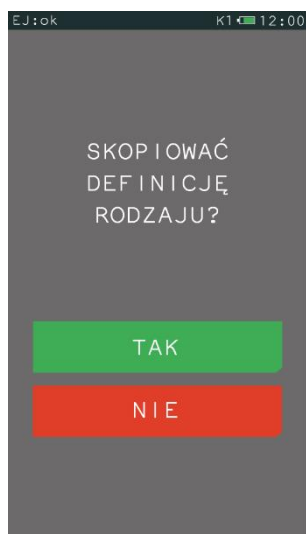 EJ:ok K1 12:00
SKOPIOWAĆ
DEFINICJĘ
RODZAJU?
TAK
NIE